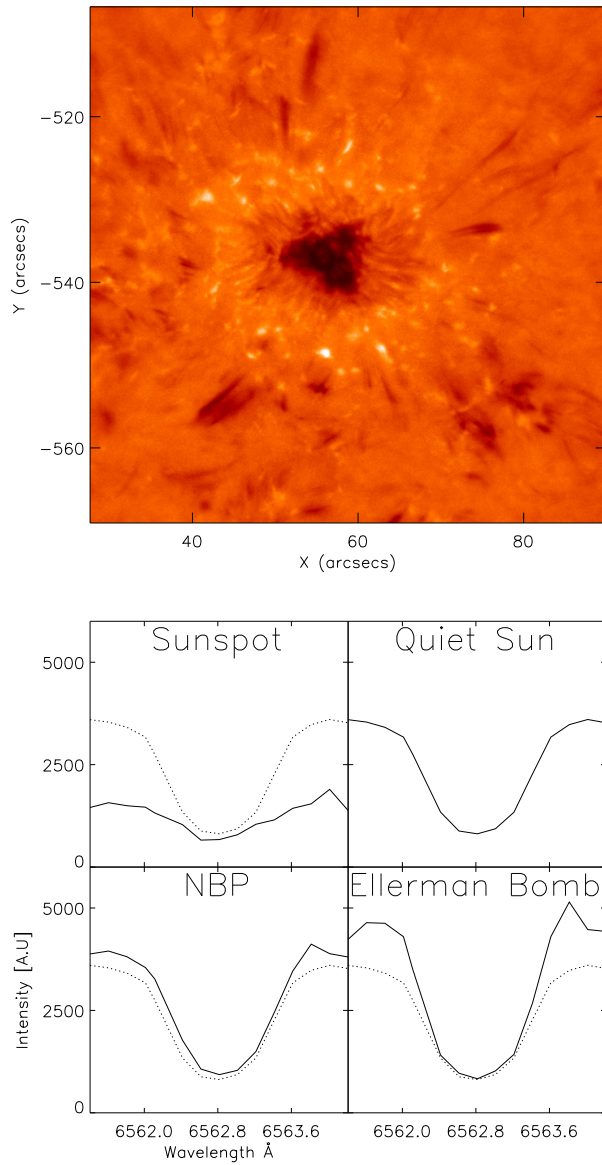 -520
-540
-560
Y (arcsecs)
40 60 80
X (arcsecs)
Sunspot Quiet Sun
5000
2500
0
NBP Ellerman Bomb
5000
2500
0
Intensity [A.U]
6562.0 6562.8 6563.6 6562.0 6562.8 6563.6
Wavelength Å